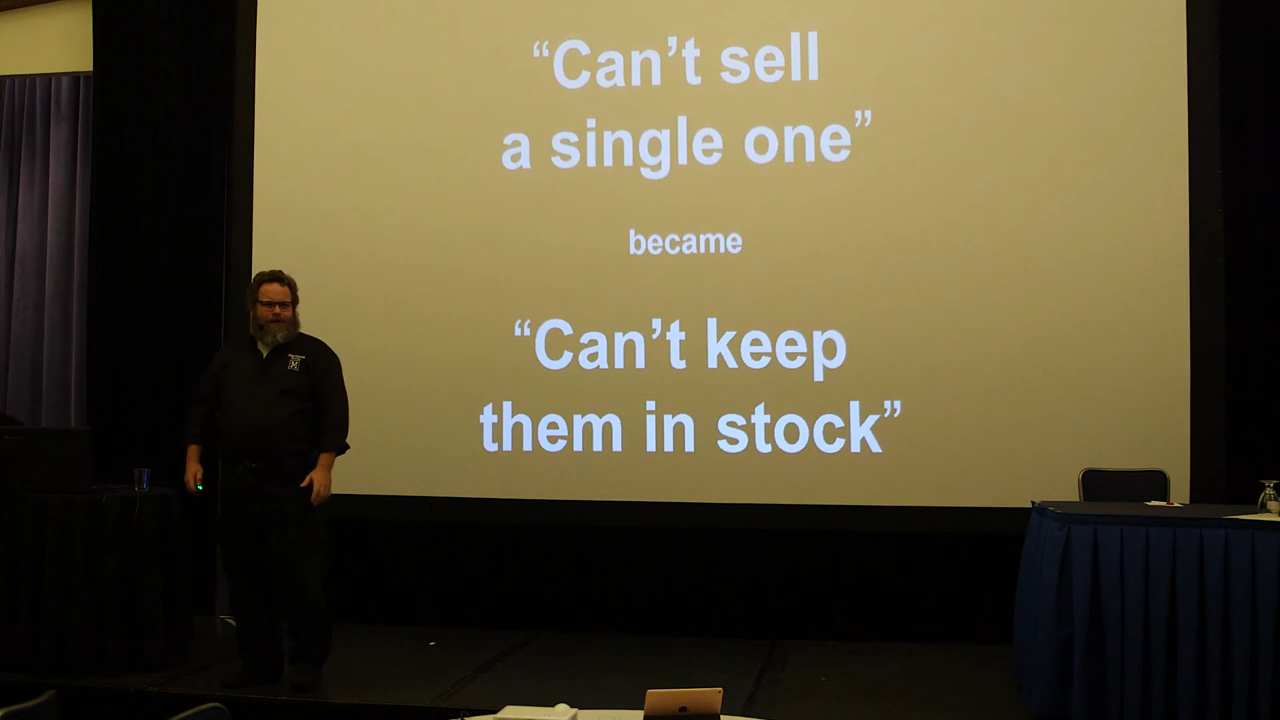 “Can’t sell
a single one”
became
“Can’t keep
them in stock”